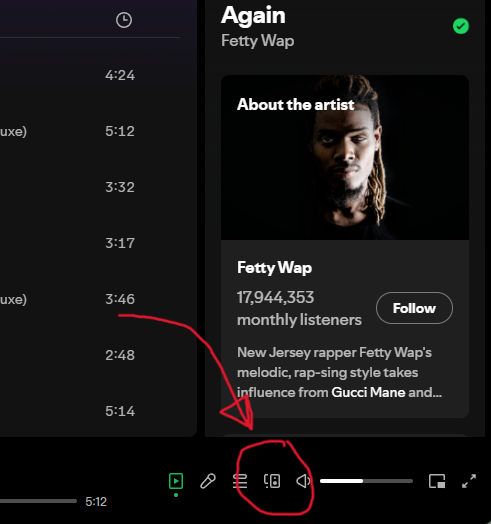 Again
Fetty Wap
4:24
uxe) 5:12
3:32
3:17
uxe) 3:46
2:48
5:14
About the artist
Fetty Wap
17,944,353
monthly listeners
Follow
New Jersey rapper Fetty Wap's
melodic, rap-sing style takes
influence from Gucci Mane and...
5:12